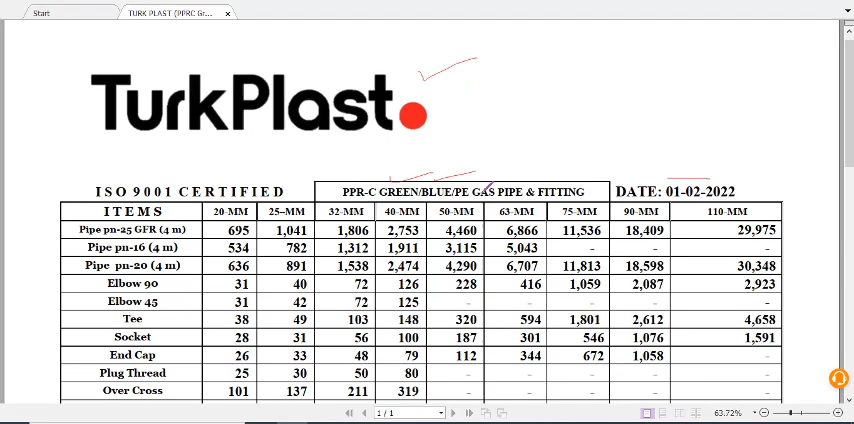 Start
TURK PLAST (PPRC Gr...
TurkPlast
ISO 9001 CERTIFIED PPR-C GREEN/BLUE/PE GAS PIPE & FITTING DATE: 01-02-2022
ITEMS 20-MM 25-MM 32-MM 40-MM 50-MM 63-MM 75-MM 90-MM 110-MM
Pipe pn-25 GFR (4 m) 695 1,041 1,806 2,753 4,460 6,866 11,536 18,409 29,975
Pipe pn-16 (4 m) 534 782 1,312 1,911 3,115 5,043 - - -
Pipe pn-20 (4 m) 636 891 1,538 2,474 4,290 6,707 11,813 18,598 30,348
Elbow 90 31 40 72 126 228 416 1,059 2,087 2,923
Elbow 45 31 42 72 125 - - - - -
Tee 38 49 103 148 320 594 1,801 2,612 4,658
Socket 28 31 56 100 187 301 546 1,076 1,591
End Cap 26 33 48 79 112 344 672 1,058 -
Plug Thread 25 30 50 80 - - - - -
Over Cross 101 137 211 319 - - - - -
1 / 1
63.72%